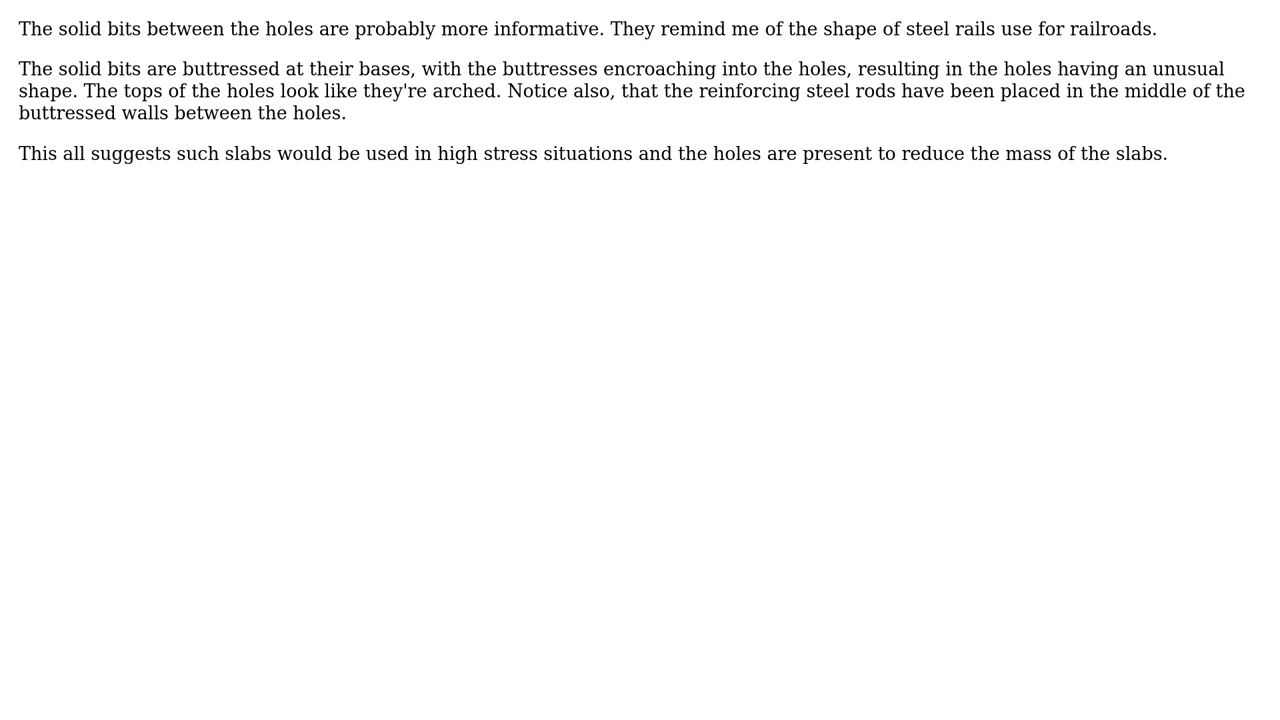 The solid bits between the holes are probably more informative. They remind me of the shape of steel rails use for railroads.
The solid bits are buttressed at their bases, with the buttresses encroaching into the holes, resulting in the holes having an unusual
shape. The tops of the holes look like they're arched. Notice also, that the reinforcing steel rods have been placed in the middle of the
buttressed walls between the holes.
This all suggests such slabs would be used in high stress situations and the holes are present to reduce the mass of the slabs.